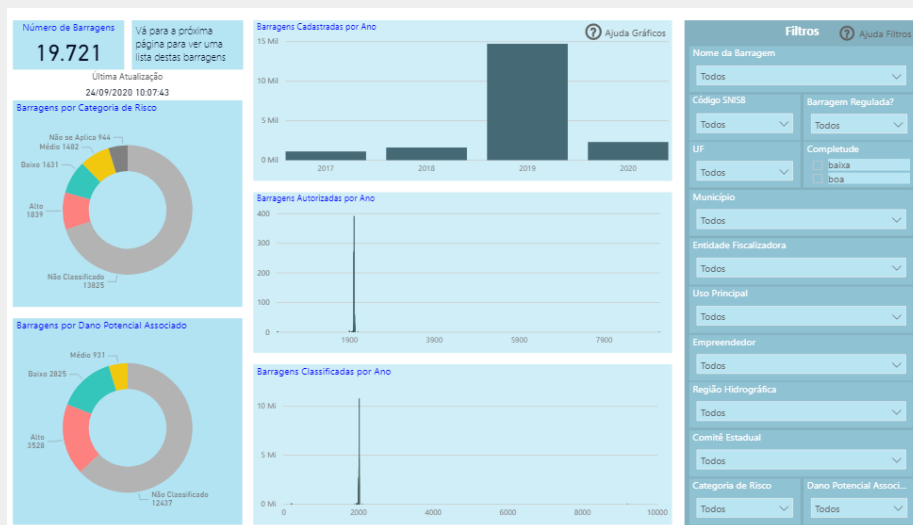 Número de Barragens
19.721
Vá para a próxima
página para ver uma
lista destas barragens
Última Atualização
24/09/2020 10:07:43
Barragens por Categoria de Risco
Não se Aplica 944
Médio 1482
Baixo 1631
Alto
1839
Não Classificado
13825
Barragens por Dano Potencial Associado
Médio 931
Baixo 2825
Alto
3528
Não Classificado
12437
Barragens Cadastradas por Ano
? Ajuda Gráficos
15 Mil
10 Mil
5 Mil
0 Mil
2017 2018 2019 2020
Barragens Autorizadas por Ano
400
300
200
100
0
1900 3900 5900 7900
Barragens Classificadas por Ano
10 Mi
5 Mi
0 Mi
0 2000 4000 6000 8000 10000
Filtros
? Ajuda Filtros
Nome da Barragem
Todos
Código SNISB
Todos
Barragem Regulada?
Todos
UF
Todos
Completude
baixa
boa
Município
Todos
Entidade Fiscalizadora
Todos
Uso Principal
Todos
Empreendedor
Todos
Região Hidrográfica
Todos
Comitê Estadual
Todos
Categoria de Risco
Todos
Dano Potencial Associ...
Todos